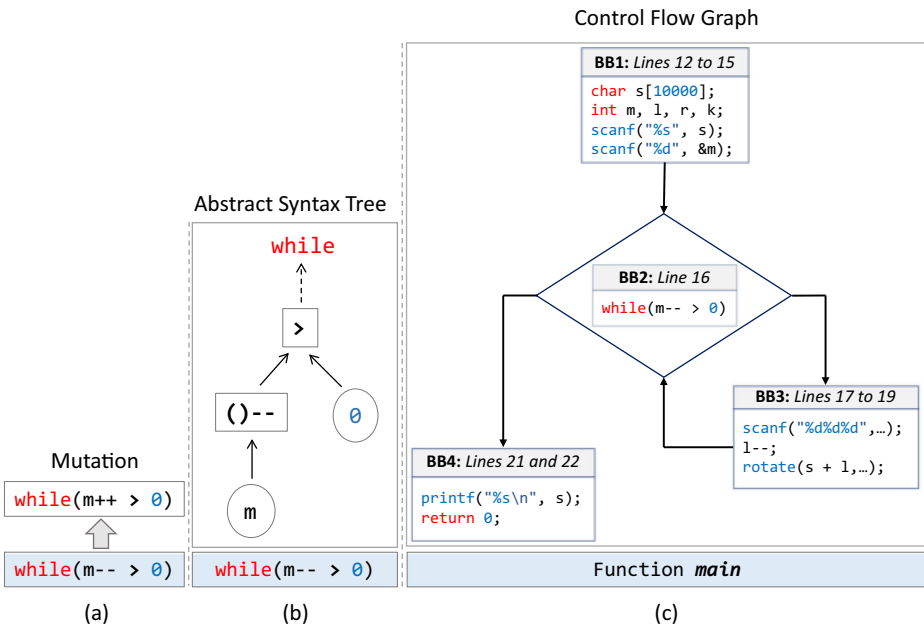 Control Flow Graph
BB1: Lines 12 to 15
char s[10000];
int m, l, r, k;
scanf("%s", s);
scanf("%d", &m);
Abstract Syntax Tree
while
>
()--
0
m
BB2: Line 16
while(m-- > 0)
BB3: Lines 17 to 19
scanf("%d%d%d",…);
l--;
rotate(s + l,…);
BB4: Lines 21 and 22
printf("%s\n", s);
return 0;
Mutation
while(m++ > 0)
while(m-- > 0)
while(m-- > 0)
Function main
(a)
(b)
(c)